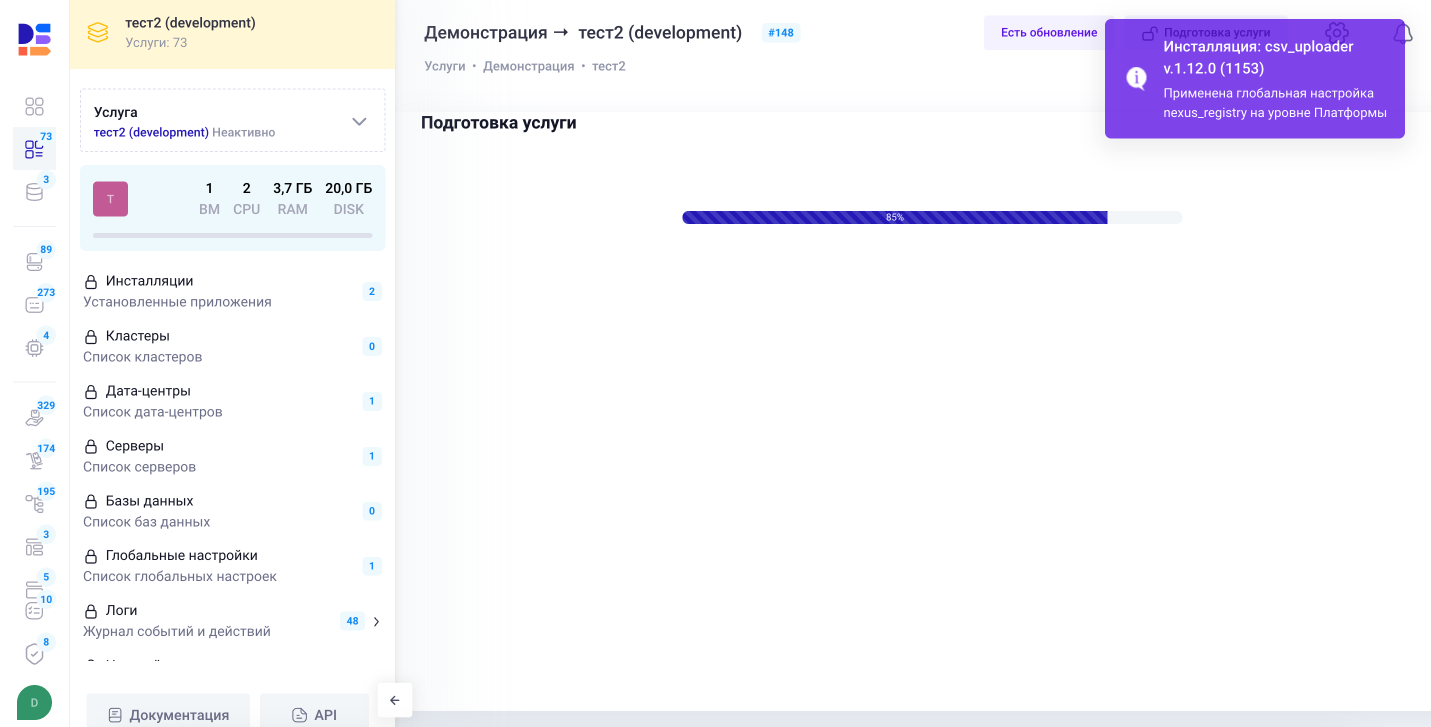 тест2 (development)
Услуги: 73
Демонстрация → тест2 (development)
#148
Услуги • Демонстрация • тест2
Есть обновление
Подготовка услуги
Инсталляция: csv_uploader
v.1.12.0 (1153)
Применена глобальная настройка
nexus_registry на уровне Платформы
73
3
89
273
4
329
174
195
3
5
10
8
D
Услуга
тест2 (development) Неактивно
T
1 2 3,7 ГБ 20,0 ГБ
ВМ CPU RAM DISK
Инсталляции
Установленные приложения
2
Кластеры
Список кластеров
0
Дата-центры
Список дата-центров
1
Серверы
Список серверов
1
Базы данных
Список баз данных
0
Глобальные настройки
Список глобальных настроек
1
Логи
Журнал событий и действий
48
Документация
API
Подготовка услуги
85%